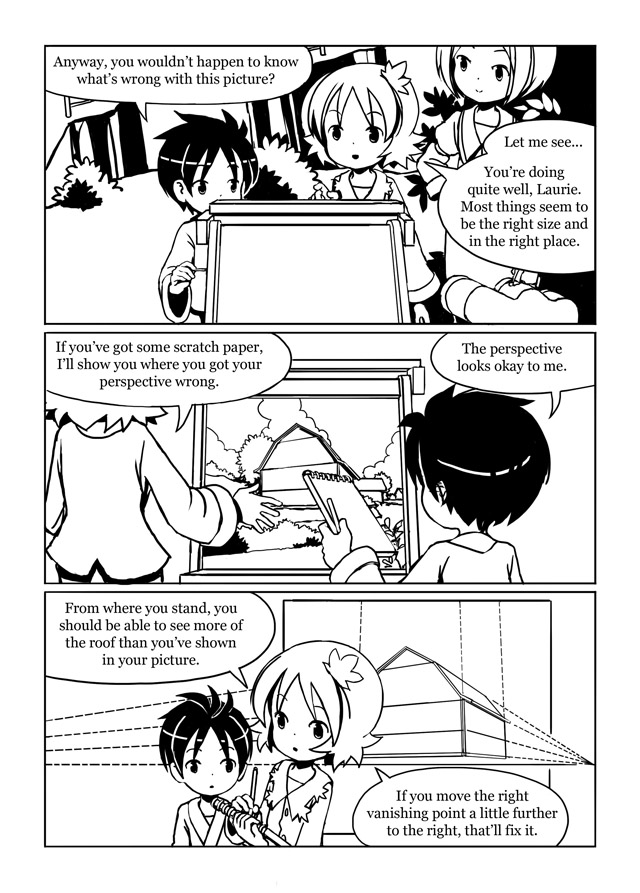 Anyway, you wouldn't happen to know
what's wrong with this picture?
Let me see...
You're doing
quite well, Laurie.
Most things seem to
be the right size and
in the right place.
If you've got some scratch paper,
I'll show you where you got your
perspective wrong.
The perspective
looks okay to me.
From where you stand, you
should be able to see more of
the roof than you've shown
in your picture.
If you move the right
vanishing point a little further
to the right, that'll fix it.